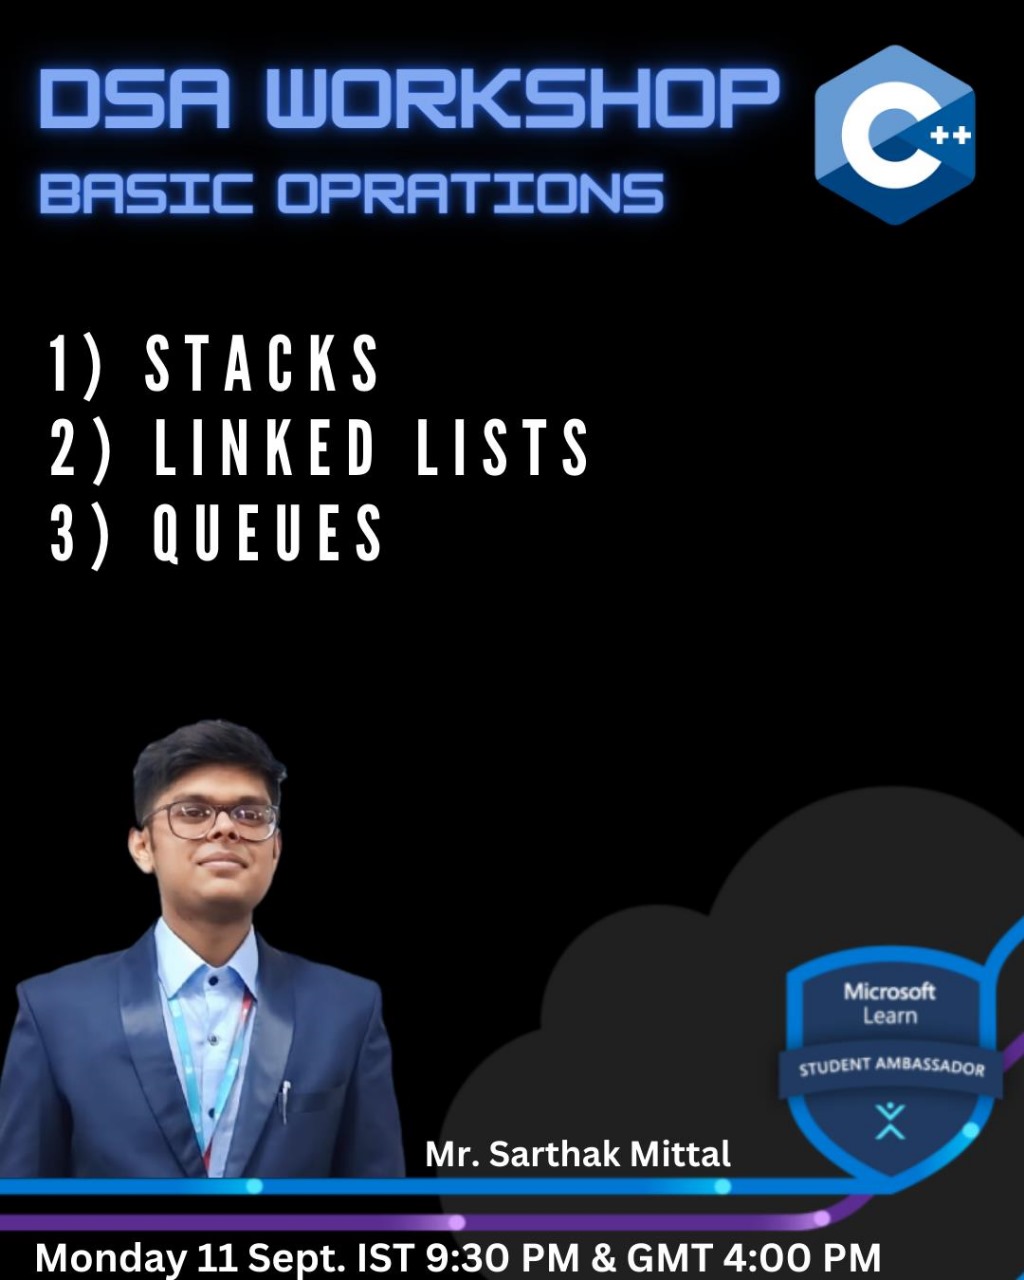 DSA WORKSHOP
BASIC OPRATIONS
C++
1) STACKS
2) LINKED LISTS
3) QUEUES
Microsoft
Learn
STUDENT AMBASSADOR
Mr. Sarthak Mittal
Monday 11 Sept. IST 9:30 PM & GMT 4:00 PM